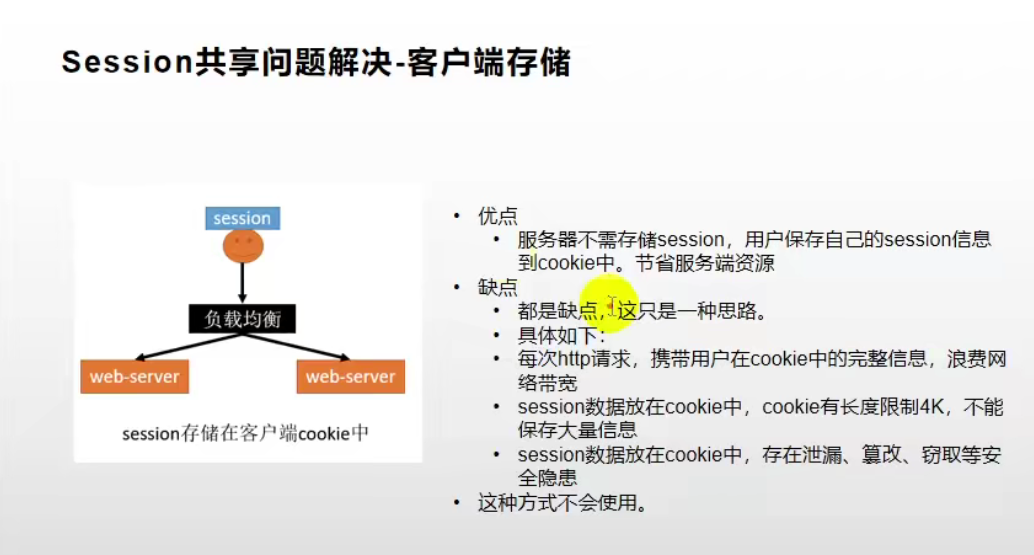 Session共享问题解决-客户端存储
session
负载均衡
web-server
web-server
session存储在客户端cookie中
• 优点
• 服务器不需存储session，用户保存自己的session信息
到cookie中。节省服务端资源
• 缺点
• 都是缺点，这只是一种思路。
• 具体如下：
• 每次http请求，携带用户在cookie中的完整信息，浪费网
络带宽
• session数据放在cookie中，cookie有长度限制4K，不能
保存大量信息
• session数据放在cookie中，存在泄漏、篡改、窃取等安
全隐患
• 这种方式不会使用。